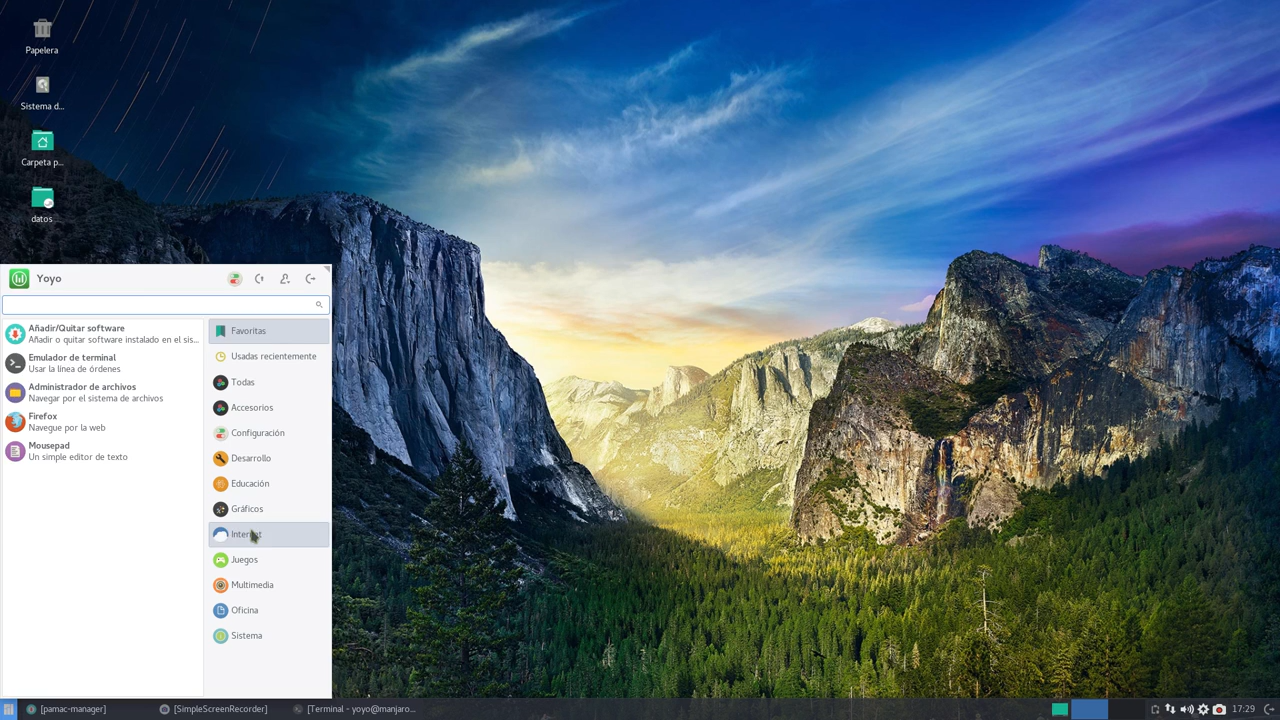 Papelera
Sistema d...
Carpeta p...
datos
Yoyo
Añadir/Quitar software
Añadir o quitar software instalado en el sis...
Emulador de terminal
Usar la línea de órdenes
Administrador de archivos
Navegar por el sistema de archivos
Firefox
Navegue por la web
Mousepad
Un simple editor de texto
Favoritas
Usadas recientemente
Todas
Accesorios
Configuración
Desarrollo
Educación
Gráficos
Internet
Juegos
Multimedia
Oficina
Sistema
[pamac-manager]
[SimpleScreenRecorder]
[Terminal - yoyo@manjaro...
17:29